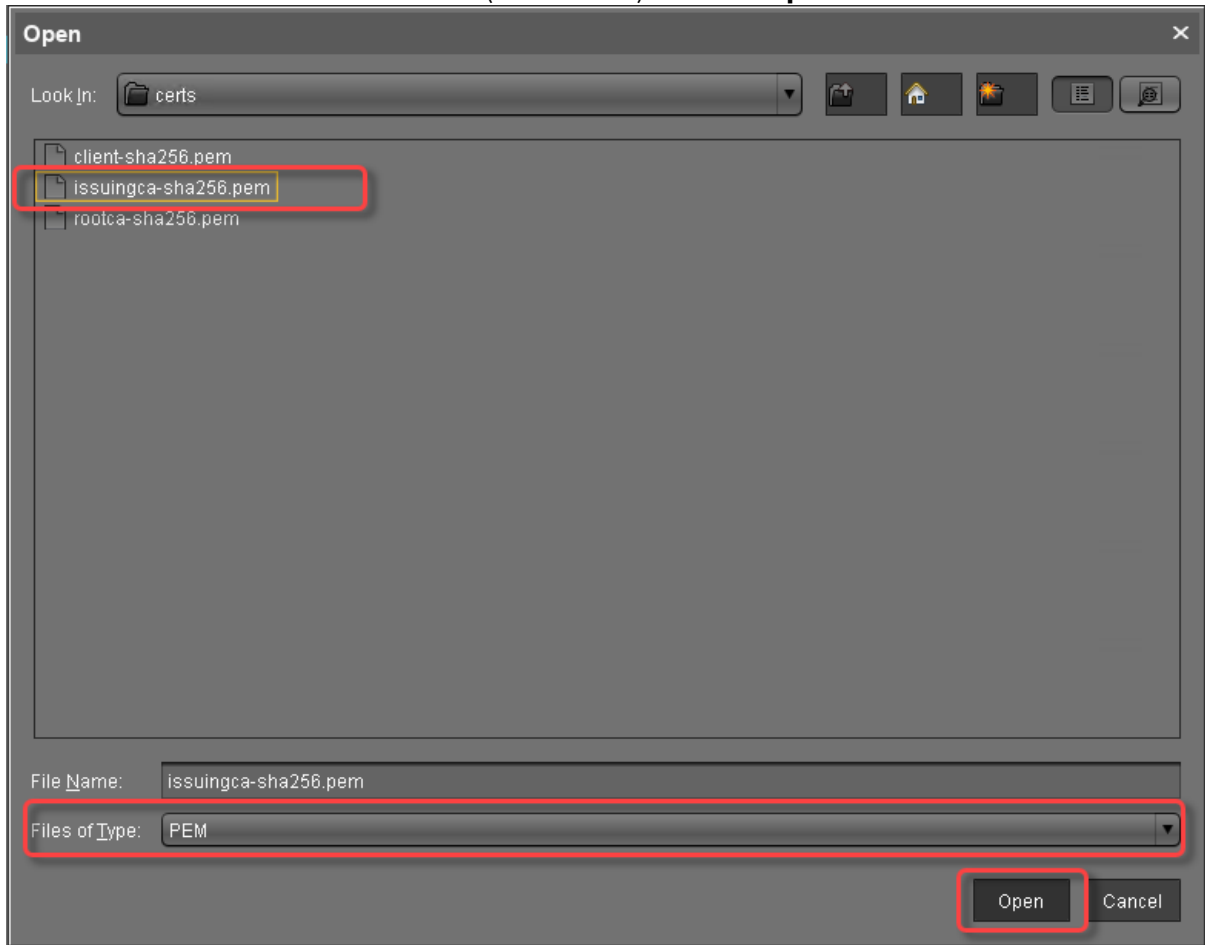 Open
Look In: certs
client-sha256.pem
issuingca-sha256.pem
rootca-sha256.pem
File Name: issuingca-sha256.pem
Files of Type: PEM
Open Cancel